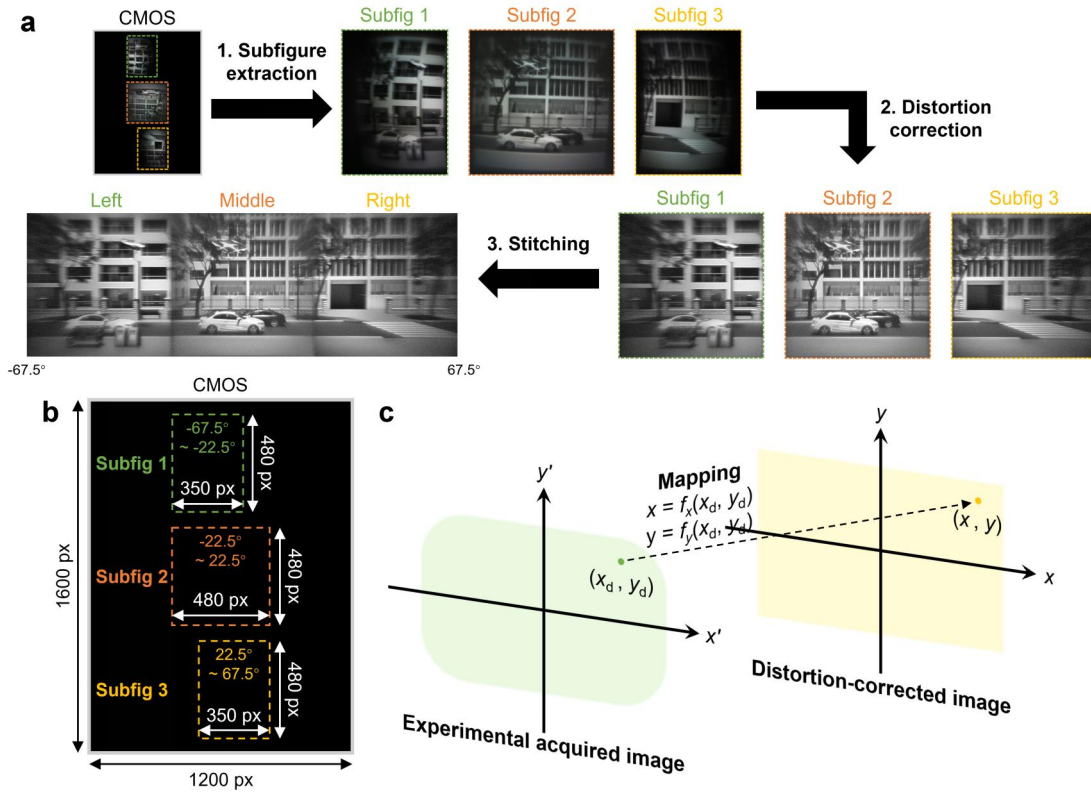 a
CMOS
1. Subfigure
extraction
Subfig 1
Subfig 2
Subfig 3
2. Distortion
correction
Left
Middle
Right
3. Stitching
Subfig 1
Subfig 2
Subfig 3
-67.5°
67.5°
b
CMOS
1600 px
1200 px
Subfig 1
-67.5°
~ -22.5°
350 px
480 px
Subfig 2
-22.5°
~ 22.5°
480 px
480 px
Subfig 3
22.5°
~ 67.5°
350 px
480 px
c
y'
x'
(x_d , y_d)
Experimental acquired image
Mapping
x = f_x(x_d, y_d)
y = f_y(x_d, y_d)
y
x
(x , y)
Distortion-corrected image